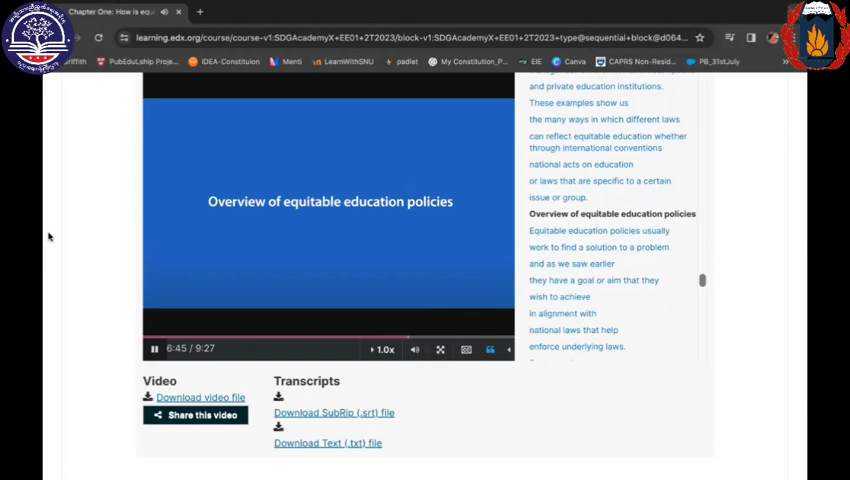 Chapter One: How is equi
learning.edx.org/course/course-v1:SDGAcademyX+EE01+2T2023/block-v1:SDGAcademyX+EE01+2T2023+type@sequential+block@d064...
riffith
PubEduLship Proje...
IDEA-Constituion
Menti
LearnWithSNU
padlet
My Constitution_P...
EIE
Canva
CAPRS Non-Resid...
PB_31stJuly
and private education institutions.
These examples show us
the many ways in which different laws
can reflect equitable education whether
through international conventions
national acts on education
or laws that are specific to a certain
issue or group.
Overview of equitable education policies
Overview of equitable education policies
Equitable education policies usually
work to find a solution to a problem
and as we saw earlier
they have a goal or aim that they
wish to achieve
in alignment with
national laws that help
enforce underlying laws.
6:45 / 9:27
1.0x
Video
Transcripts
Download video file
Share this video
Download SubRip (.srt) file
Download Text (.txt) file